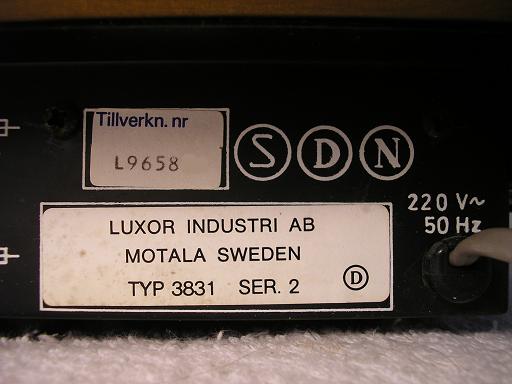 Tillverkn. nr
L9658
S D N
220 V~
50 Hz
LUXOR INDUSTRI AB
MOTALA SWEDEN
TYP 3831 SER. 2 D